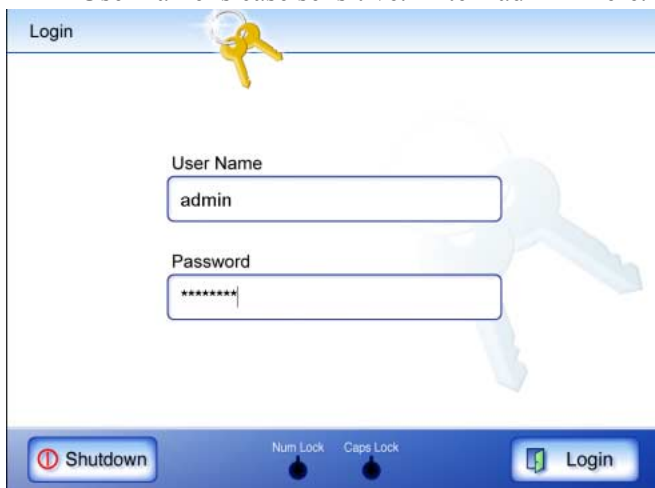 Login
User Name
admin
Password
********
Num Lock Caps Lock
Shutdown
Login